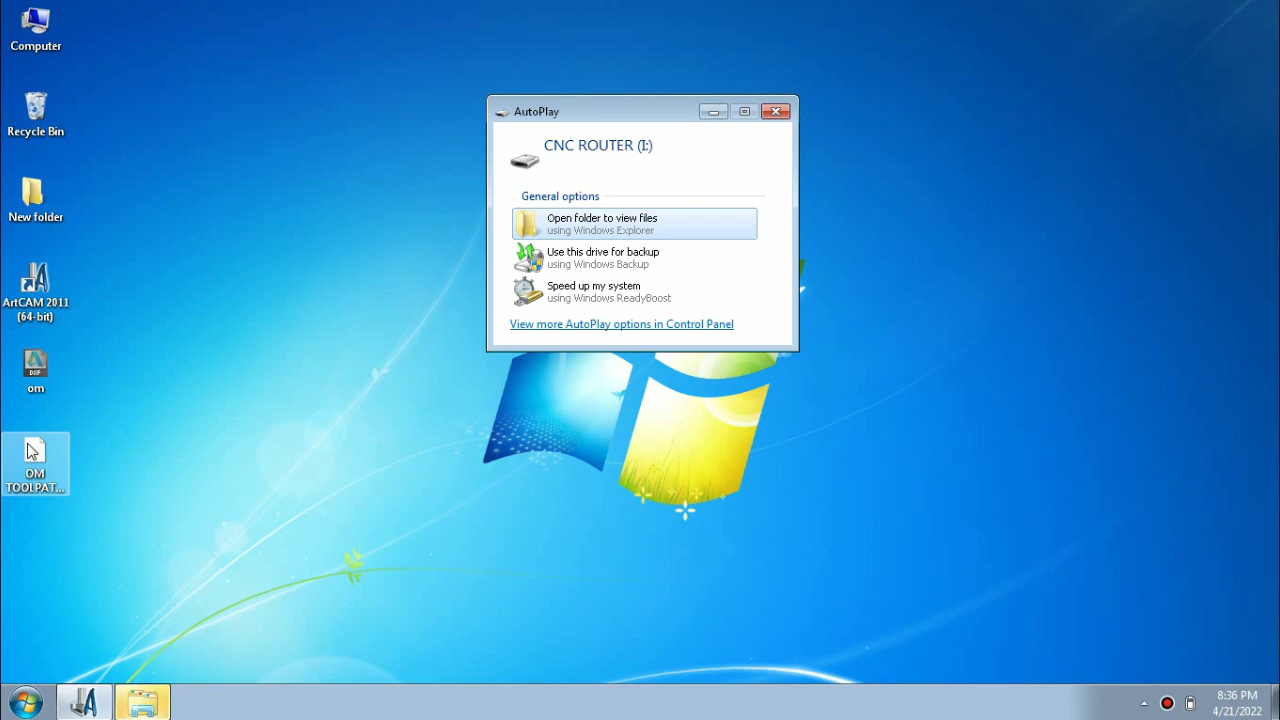 Computer
Recycle Bin
New folder
ArtCAM 2011
(64-bit)
DXF
om
OM
TOOLPAT...
AutoPlay
CNC ROUTER (I:)
General options
Open folder to view files
using Windows Explorer
Use this drive for backup
using Windows Backup
Speed up my system
using Windows ReadyBoost
View more AutoPlay options in Control Panel
8:36 PM
4/21/2022